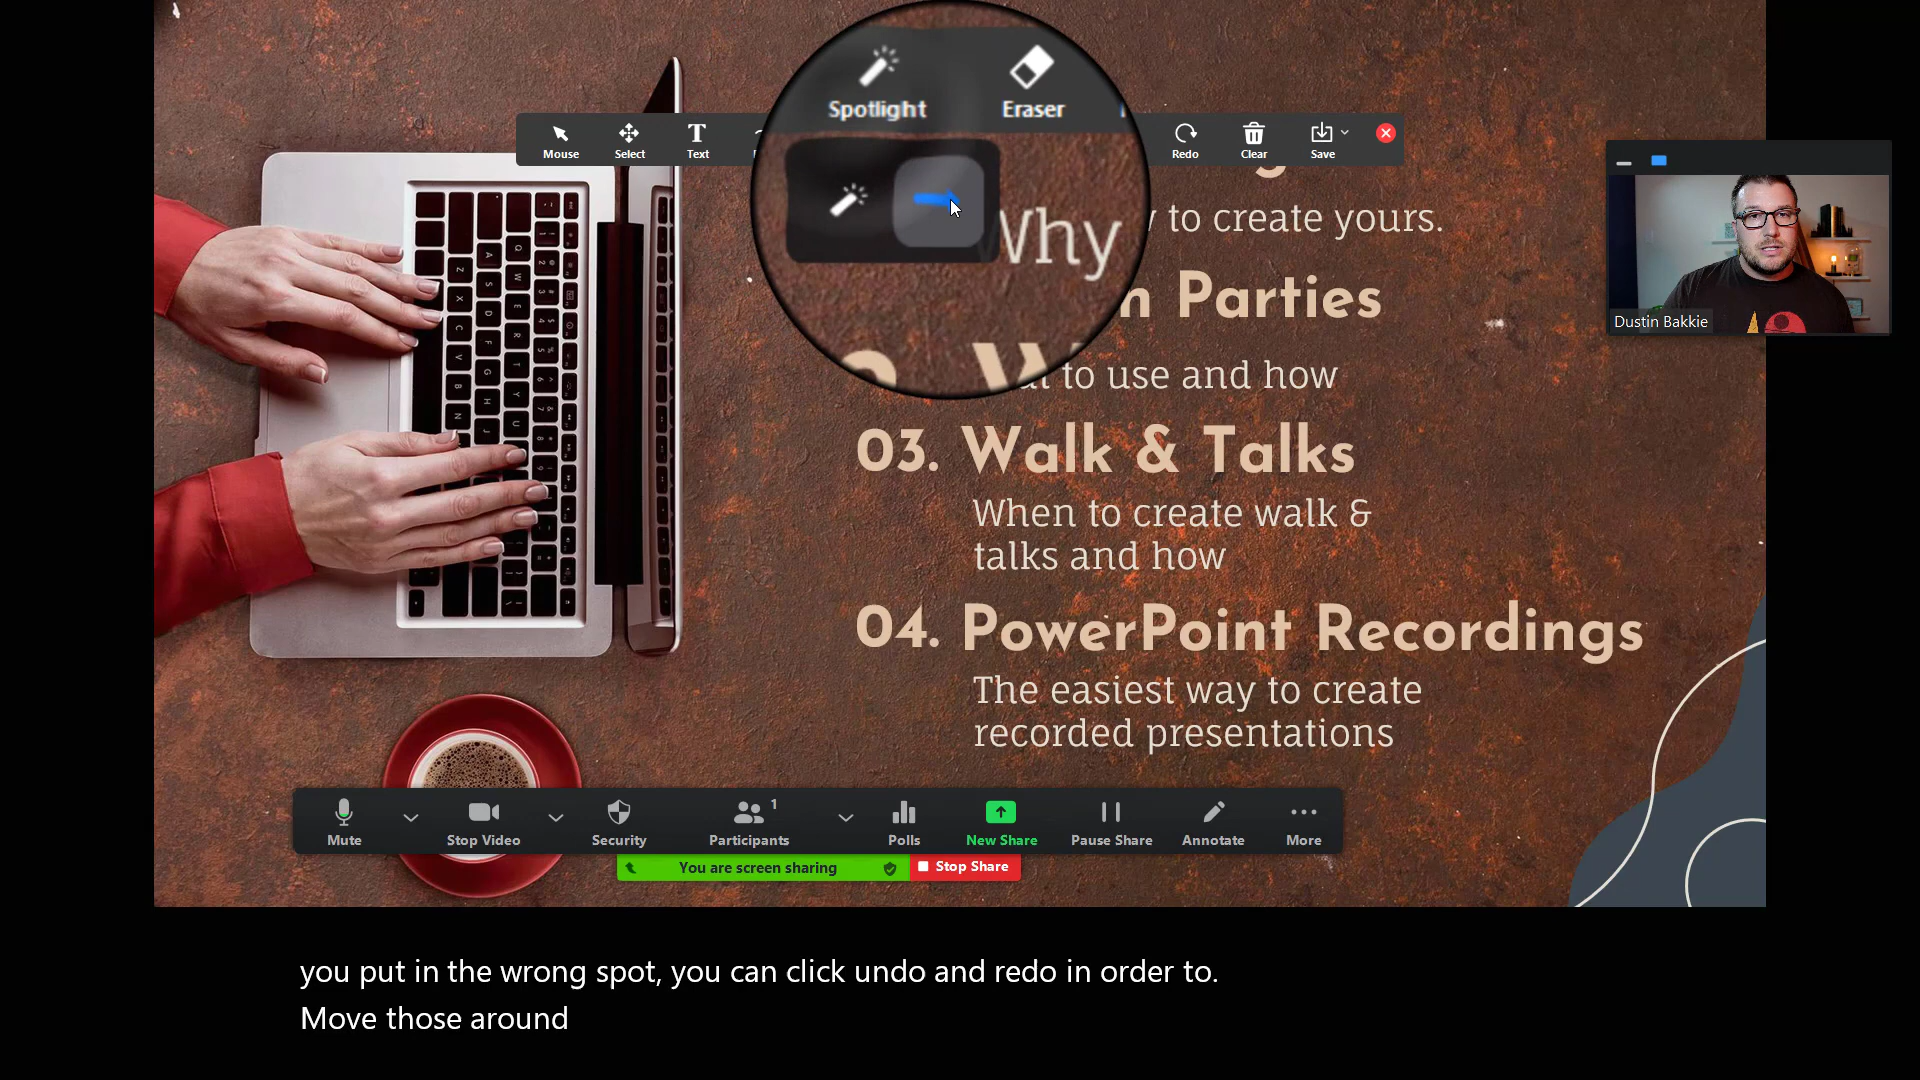 Spotlight Eraser
Mouse Select T Text Redo Clear Save
Why
to create yours.
Parties
to use and how
03. Walk & Talks
When to create walk &
talks and how
04. PowerPoint Recordings
The easiest way to create
recorded presentations
Dustin Bakkie
1
Mute Stop Video Security Participants Polls New Share Pause Share Annotate More
You are screen sharing Stop Share
you put in the wrong spot, you can click undo and redo in order to.
Move those around